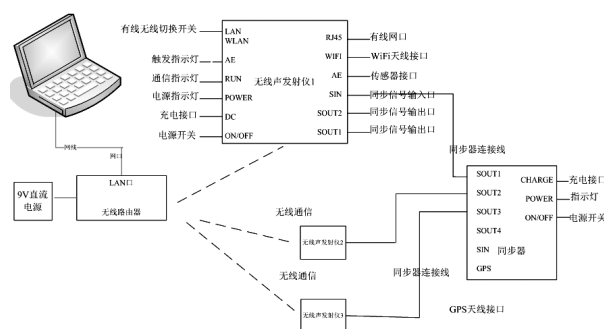 有线无线切换开关
LAN
WLAN
RJ45
有线网口
WIFI
WiFi天线接口
触发指示灯
AE
AE
传感器接口
无线声发射仪1
通信指示灯
RUN
SIN
同步信号输入口
电源指示灯
POWER
SOUT2
同步信号输出口
充电接口
DC
SOUT1
同步信号输出口
电源开关
ON/OFF
网线
网口
同步器连接线
LAN口
9V直流
电源
无线路由器
SOUT1
CHARGE
充电接口
SOUT2
POWER
指示灯
SOUT3
ON/OFF
电源开关
SOUT4
SIN
同步器
GPS
无线通信
无线声发射仪2
无线通信
同步器连接线
无线声发射仪3
GPS天线接口